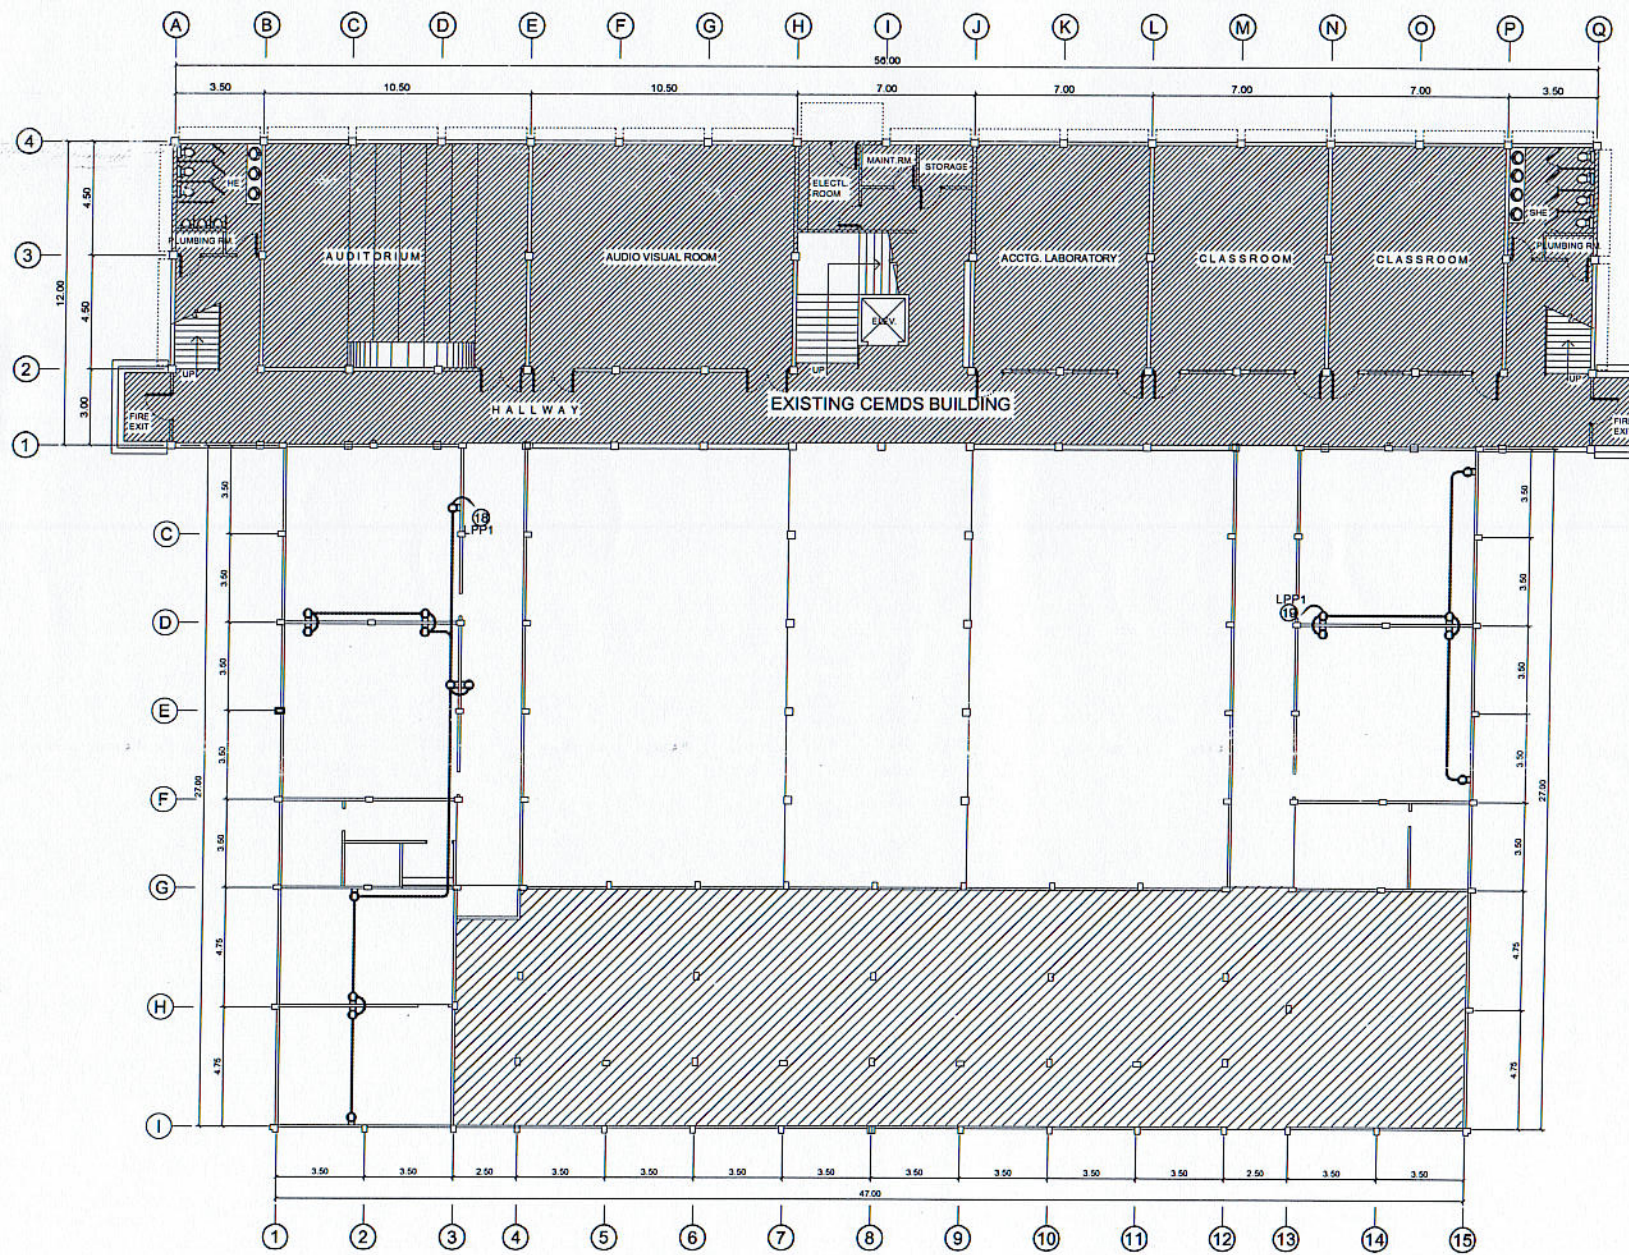 A B C D E F G H I J K L M N O P Q
56.00
3.50 10.50 10.50 7.00 7.00 7.00 7.00 3.50
4
3
2
1
12.00
4.50
4.50
3.00
HE
PLUMBING RM.
AUDITORIUM
AUDIO VISUAL ROOM
ELECTL.
ROOM
MAINT.RM
STORAGE
ELEV.
ACCTG. LABORATORY
CLASSROOM
CLASSROOM
SHE
PLUMBING RM.
UP
UP
UP
FIRE
EXIT
HALLWAY
EXISTING CEMDS BUILDING
FIRE
EXIT
C
D
E
F
G
H
I
27.00
3.50
3.50
3.50
3.50
3.50
4.75
4.75
18
LPP1
LPP1
19
3.50
3.50
3.50
3.50
3.50
4.75
4.75
27.00
3.50 3.50 2.50 3.50 3.50 3.50 3.50 3.50 3.50 3.50 3.50 2.50 3.50 3.50
47.00
1 2 3 4 5 6 7 8 9 10 11 12 13 14 15